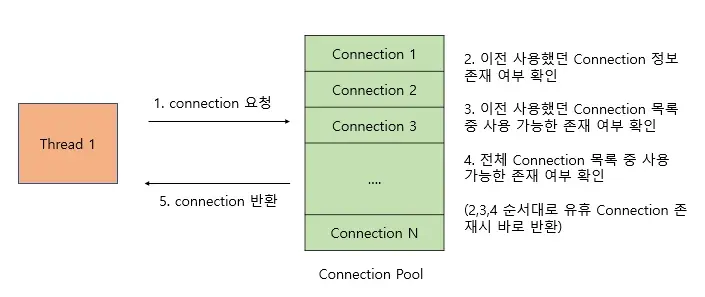 Thread 1
1. connection 요청
5. connection 반환
Connection 1
Connection 2
Connection 3
....
Connection N
Connection Pool
2. 이전 사용했던 Connection 정보
존재 여부 확인
3. 이전 사용했던 Connection 목록
중 사용 가능한 존재 여부 확인
4. 전체 Connection 목록 중 사용
가능한 존재 여부 확인
(2,3,4 순서대로 유휴 Connection 존
재시 바로 반환)